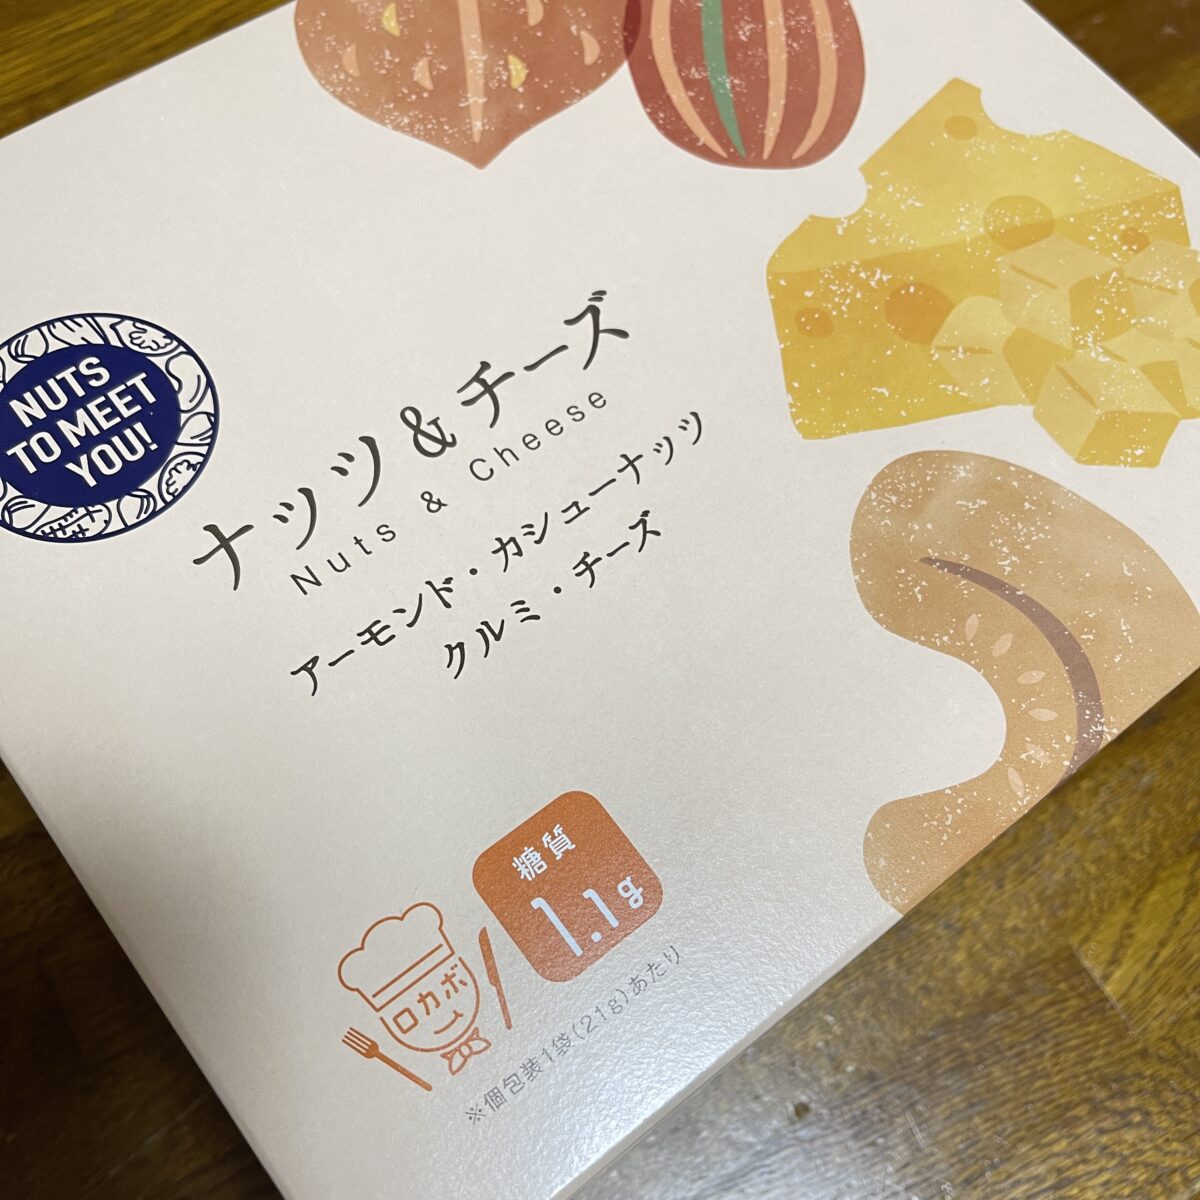 NUTS
TO MEET
YOU!
ナッツ&チーズ
Nuts & Cheese
アーモンド・カシューナッツ
クルミ・チーズ
糖質
1.1g
ロカボ
※個包装1袋(21g)あたり